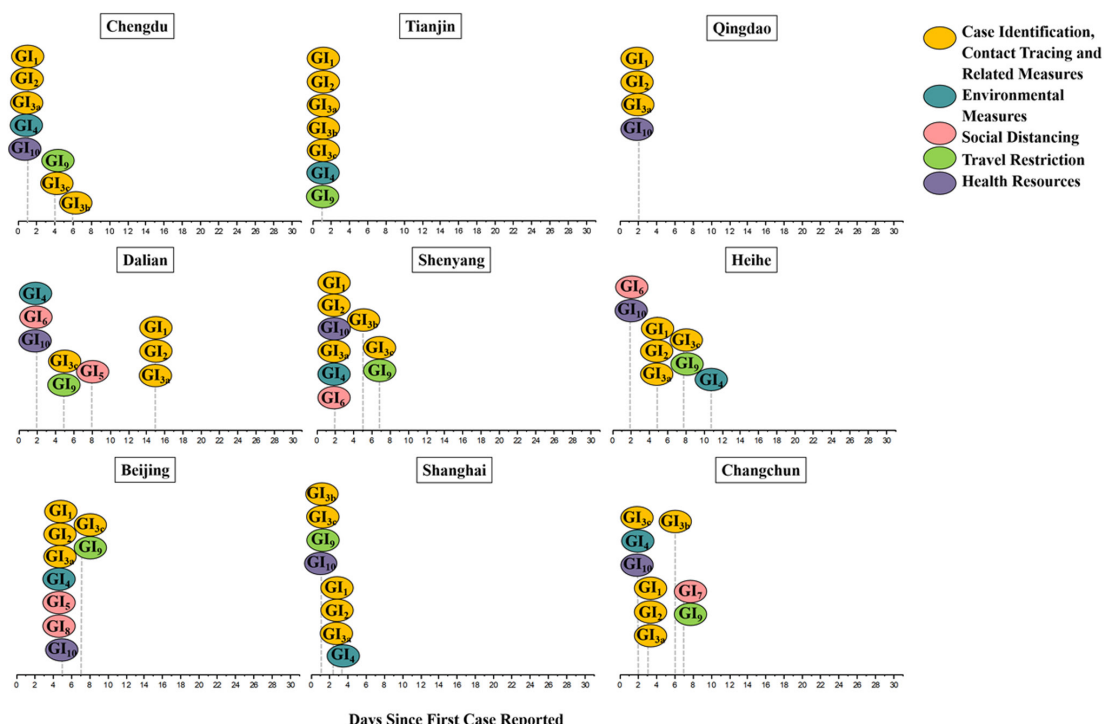 Chengdu
GI1
GI2
GI3a
GI4
GI10
GI9
GI3c
GI3b
0 2 4 6 8 10 12 14 16 18 20 22 24 26 28 30
Tianjin
GI1
GI2
GI3a
GI3b
GI3c
GI4
GI9
0 2 4 6 8 10 12 14 16 18 20 22 24 26 28 30
Qingdao
GI1
GI2
GI3a
GI10
0 2 4 6 8 10 12 14 16 18 20 22 24 26 28 30
Case Identification,
Contact Tracing and
Related Measures
Environmental
Measures
Social Distancing
Travel Restriction
Health Resources
Dalian
GI4
GI6
GI10
GI3c
GI9
GI5
GI1
GI2
GI3a
0 2 4 6 8 10 12 14 16 18 20 22 24 26 28 30
Shenyang
GI1
GI2
GI10
GI3a
GI4
GI6
GI3b
GI3c
GI9
0 2 4 6 8 10 12 14 16 18 20 22 24 26 28 30
Heihe
GI6
GI10
GI1
GI2
GI3a
GI3c
GI9
GI4
0 2 4 6 8 10 12 14 16 18 20 22 24 26 28 30
Beijing
GI1
GI2
GI3a
GI4
GI5
GI8
GI10
GI3c
GI9
0 2 4 6 8 10 12 14 16 18 20 22 24 26 28 30
Shanghai
GI3b
GI3c
GI9
GI10
GI1
GI2
GI3a
GI4
0 2 4 6 8 10 12 14 16 18 20 22 24 26 28 30
Changchun
GI3c
GI4
GI10
GI1
GI2
GI3a
GI3b
GI7
GI9
0 2 4 6 8 10 12 14 16 18 20 22 24 26 28 30
Days Since First Case Reported